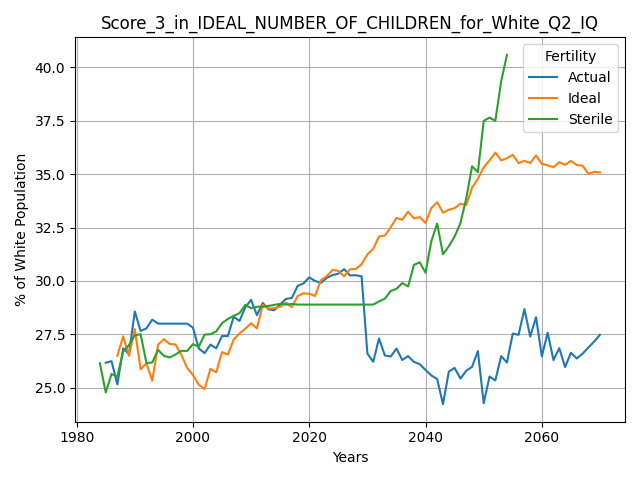 Score_3_in_IDEAL_NUMBER_OF_CHILDREN_for_White_Q2_IQ
Fertility
Actual
Ideal
Sterile
% of White Population
40.0
37.5
35.0
32.5
30.0
27.5
25.0
1980
2000
2020
2040
2060
Years